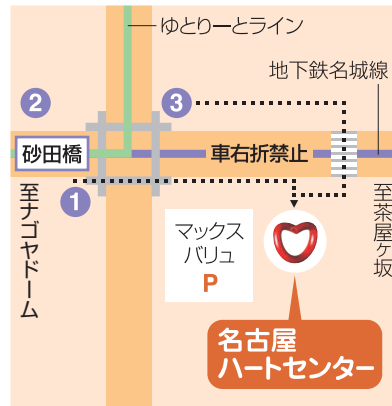 ゆとりーとライン
地下鉄名城線
2
3
砂田橋
車右折禁止
1
至ナゴヤドーム
マックス
バリュ
P
至茶屋ヶ坂
名古屋
ハートセンター